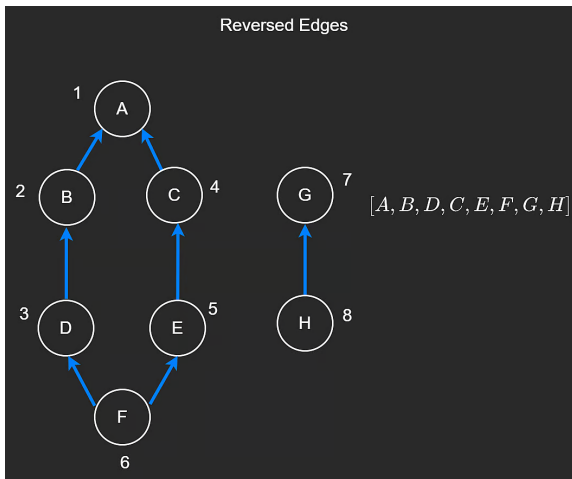 Reversed Edges
1
A
2
B
C
4
G
7
[A, B, D, C, E, F, G, H]
3
D
E
5
H
8
F
6